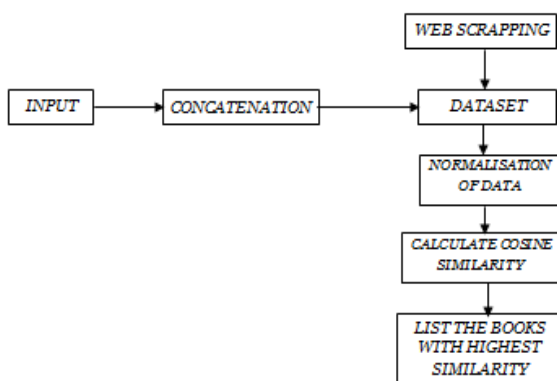 WEB SCRAPPING
INPUT
CONCATENATION
DATASET
NORMALISATION
OF DATA
CALCULATE COSINE
SIMILARITY
LIST THE BOOKS
WITH HIGHEST
SIMILARITY